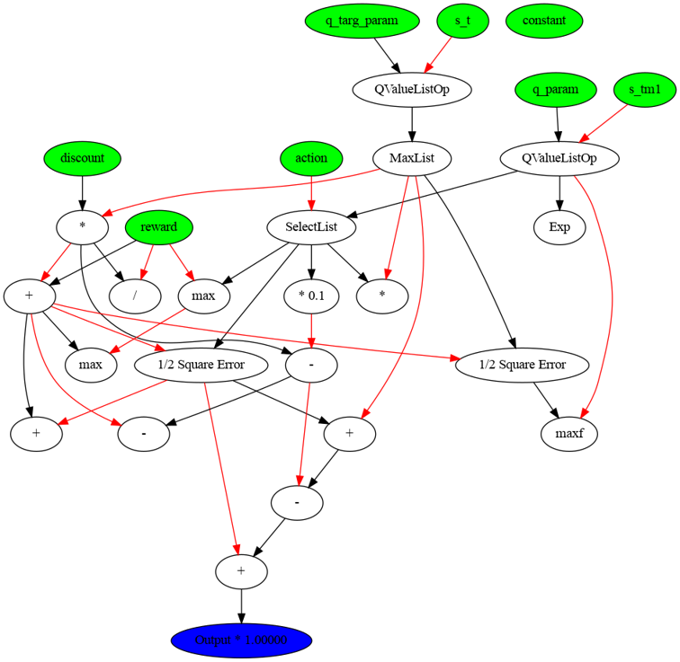 q_targ_param
s_t
constant
QValueListOp
q_param
s_tm1
discount
action
MaxList
QValueListOp
*
reward
SelectList
Exp
+
/
max
* 0.1
*
max
1/2 Square Error
-
1/2 Square Error
+
-
+
maxf
-
+
Output * 1.00000